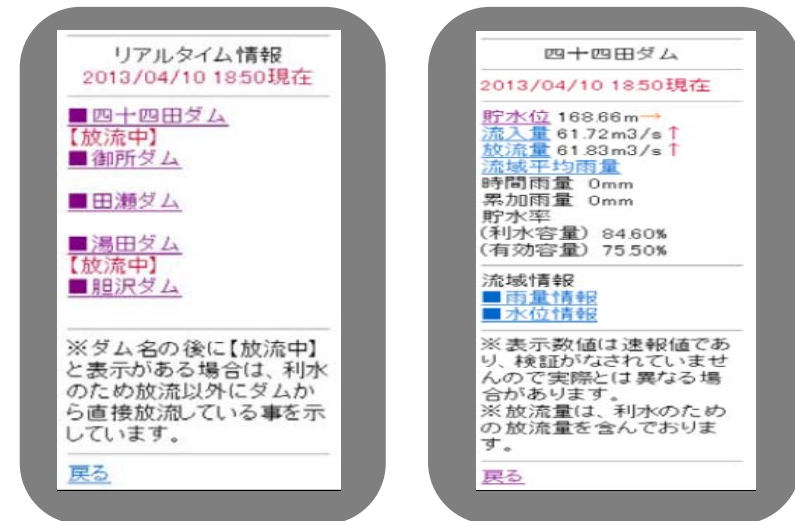 リアルタイム情報
2013/04/10 18:50現在
■四十四田ダム
【放流中】
■御所ダム
■田瀬ダム
■湯田ダム
【放流中】
■胆沢ダム
※ダム名の後に【放流中】
と表示がある場合は、利水
のため放流以外にダムか
ら直接放流している事を示
しています。
戻る
四十四田ダム
2013/04/10 18:50現在
貯水位 168.66m→
流入量 61.72m3/s↑
放流量 61.83m3/s↑
流域平均雨量
時間雨量 0mm
累加雨量 0mm
貯水率
(利水容量) 84.60%
(有効容量) 75.50%
流域情報
■雨量情報
■水位情報
※表示数値は速報値であ
り、検証がなされていませ
んので実際とは異なる場
合があります。
※放流量は、利水のため
の放流量を含んでおりま
す。
戻る